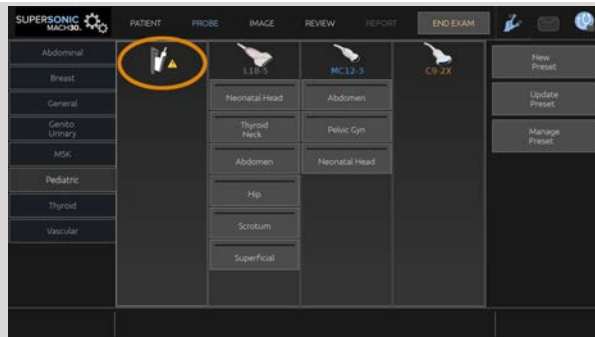 SUPERSONIC
MACH30
PATIENT
PROBE
IMAGE
REVIEW
REPORT
END EXAM
Abdominal
Breast
General
Genito
Urinary
MSK
Pediatric
Thyroid
Vascular
L18-5
MC12-3
C9-2X
Neonatal Head
Thyroid
Neck
Abdomen
Hip
Scrotum
Superficial
Abdomen
Pelvic Gyn
Neonatal Head
New
Preset
Update
Preset
Manage
Preset